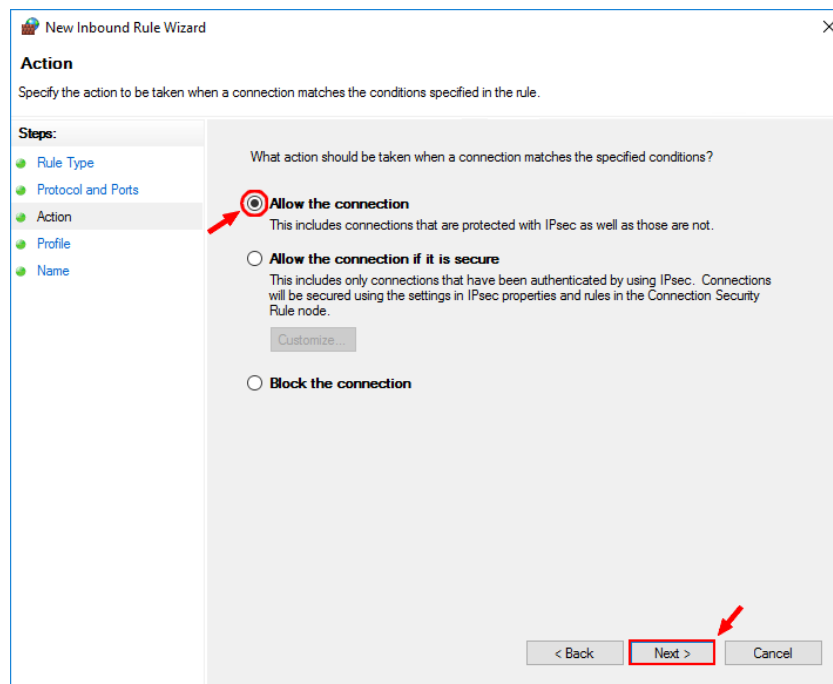 New Inbound Rule Wizard
Action
Specify the action to be taken when a connection matches the conditions specified in the rule.
Steps:
Rule Type
Protocol and Ports
Action
Profile
Name
What action should be taken when a connection matches the specified conditions?
Allow the connection
This includes connections that are protected with IPsec as well as those are not.
Allow the connection if it is secure
This includes only connections that have been authenticated by using IPsec. Connections
will be secured using the settings in IPsec properties and rules in the Connection Security
Rule node.
Customize...
Block the connection
< Back
Next >
Cancel